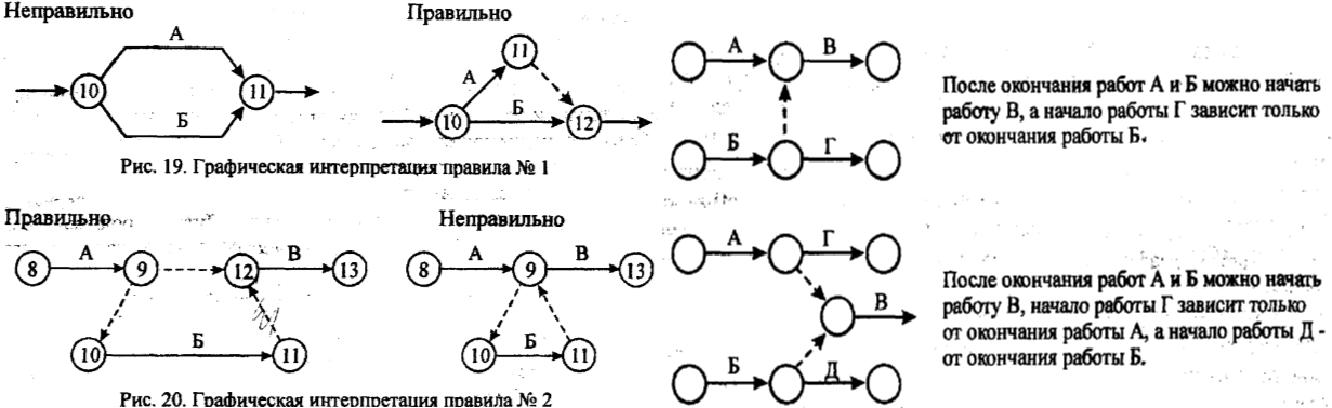 Неправильно
Правильно
А
10
11
Б
11
А
10
Б
12
Рис. 19. Графическая интерпретация правила № 1
Правильно
Неправильно
8
А
9
12
В
13
10
Б
11
8
А
9
В
13
10
Б
11
Рис. 20. Графическая интерпретация правила № 2
А
В
Б
Г
После окончания работ А и Б можно начать
работу В, а начало работы Г зависит только
от окончания работы Б.
А
Г
В
Б
Д
После окончания работ А и Б можно начать
работу В, начало работы Г зависит только
от окончания работы А, а начало работы Д -
от окончания работы Б.